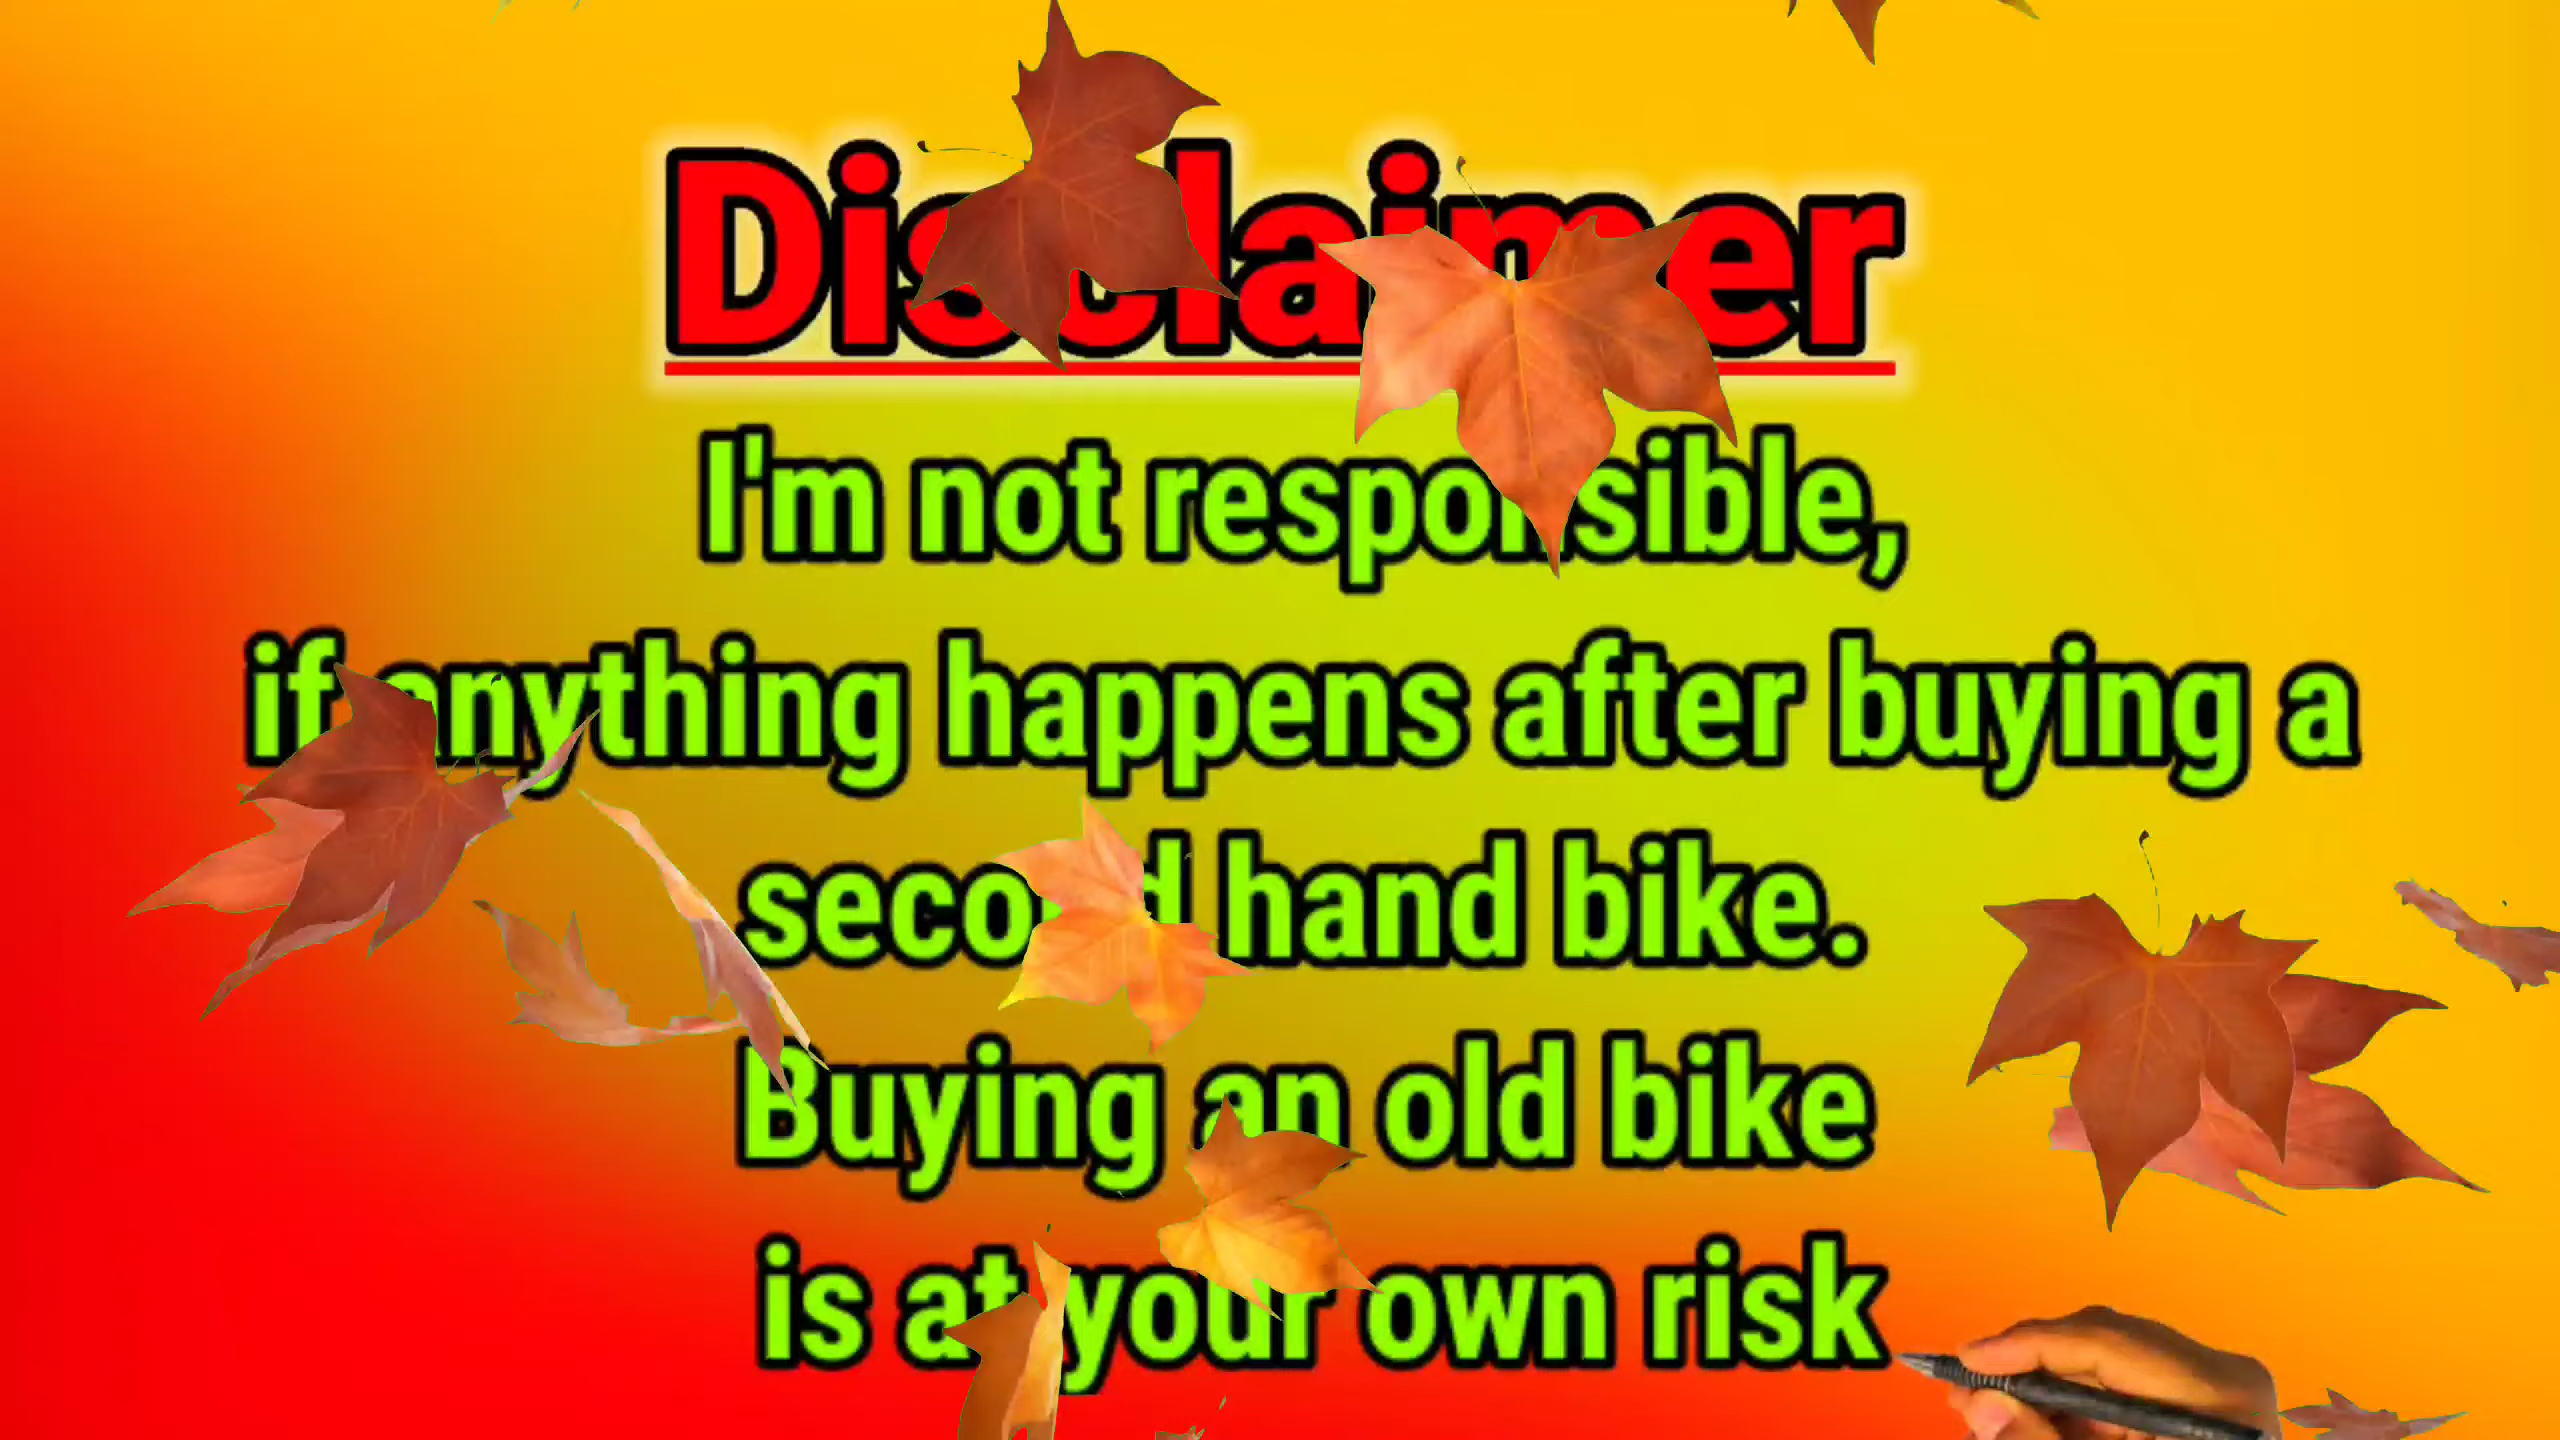 Disclaimer
I'm not responsible,
if anything happens after buying a
second hand bike.
Buying an old bike
is at your own risk